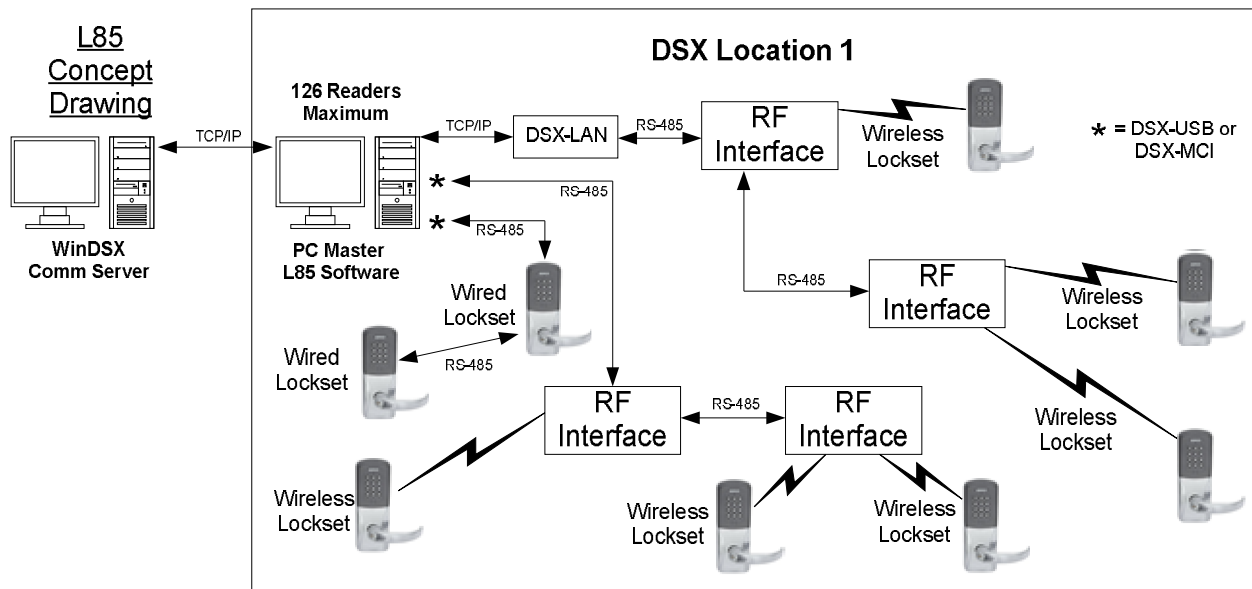 L85
Concept
Drawing
DSX Location 1
126 Readers
Maximum
TCP/IP
WinDSX
Comm Server
PC Master
L85 Software
TCP/IP
DSX-LAN
RS-485
RF
Interface
Wireless
Lockset
* = DSX-USB or
DSX-MCI
*
RS-485
*
RS-485
Wired
Lockset
RS-485
Wired
Lockset
RS-485
RF
Interface
Wireless
Lockset
Wireless
Lockset
RF
Interface
RS-485
RF
Interface
Wireless
Lockset
Wireless
Lockset
Wireless
Lockset